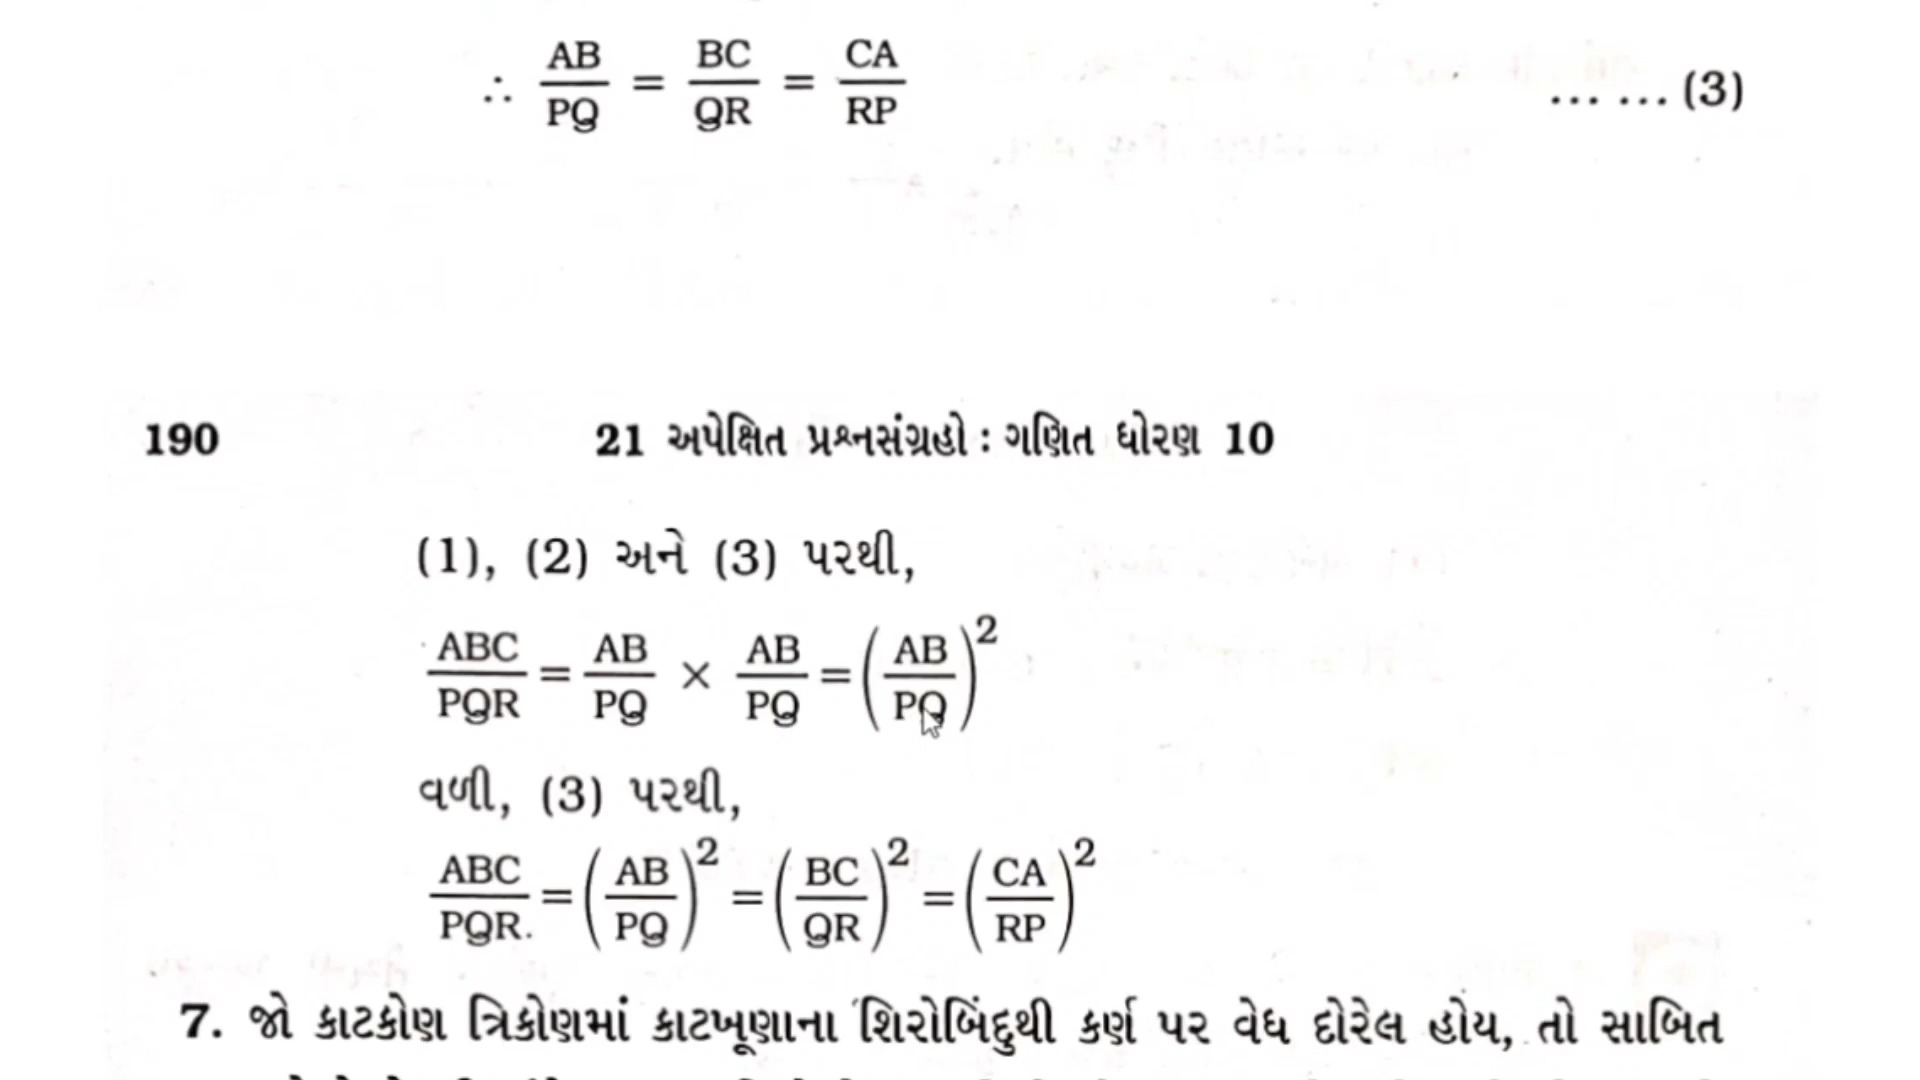 ∴ AB/PQ = BC/QR = CA/RP ... ... (3)
190 21 અપેક્ષિત પ્રશ્નસંગ્રહો : ગણિત ધોરણ 10
(1), (2) અને (3) પરથી,
ABC/PQR = AB/PQ × AB/PQ = (AB/PQ)²
વળી, (3) પરથી,
ABC/PQR. = (AB/PQ)² = (BC/QR)² = (CA/RP)²
7. જો કાટકોણ ત્રિકોણમાં કાટખૂણાના શિરોબિંદુથી કર્ણ પર વેધ દોરેલ હોય, તો સાબિત